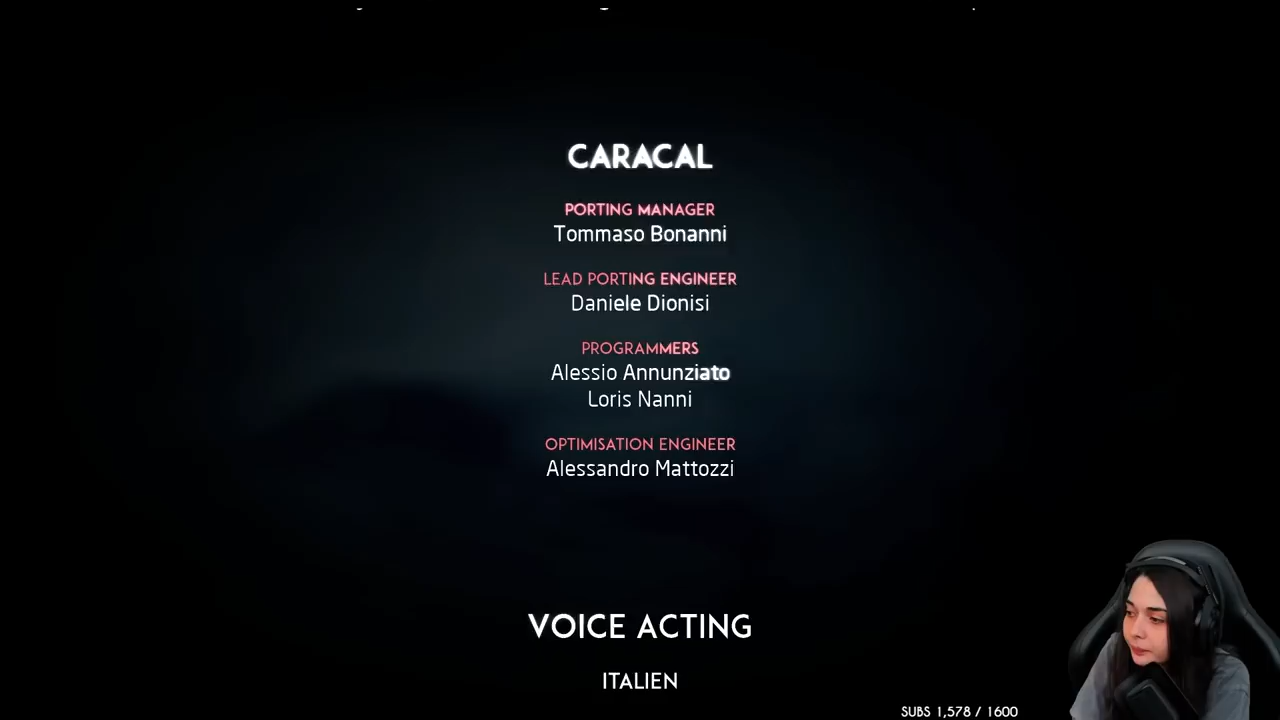 CARACAL
PORTING MANAGER
Tommaso Bonanni
LEAD PORTING ENGINEER
Daniele Dionisi
PROGRAMMERS
Alessio Annunziato
Loris Nanni
OPTIMISATION ENGINEER
Alessandro Mattozzi
VOICE ACTING
ITALIEN
SUBS 1,578 / 1600